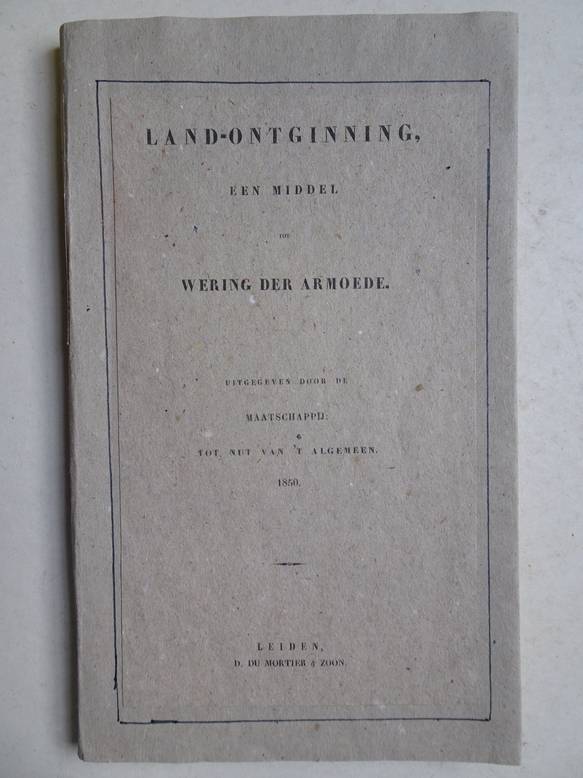 LAND-ONTGINNING,
EEN MIDDEL
TOT
WERING DER ARMOEDE.
UITGEGEVEN DOOR DE
MAATSCHAPPIJ:
TOT NUT VAN 'T ALGEMEEN.
1850.
LEIDEN,
D. DU MORTIER & ZOON.